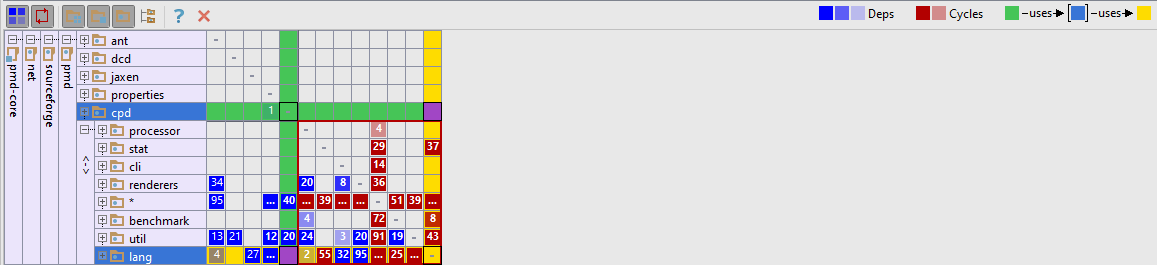 ? Deps Cycles –uses→ [ ] –uses→
pmd-core net sourceforge pmd
ant -
dcd -
jaxen -
properties -
cpd 1 -
processor - 4
stat - 29 37
cli - 14
renderers 34 20 8 - 36
* 95 ... 40 ... 39 ... ... - 51 39 ...
benchmark 4 72 - 8
util 13 21 12 20 24 3 20 91 19 - 43
lang 4 27 ... 2 55 32 95 ... 25 ... -
<->